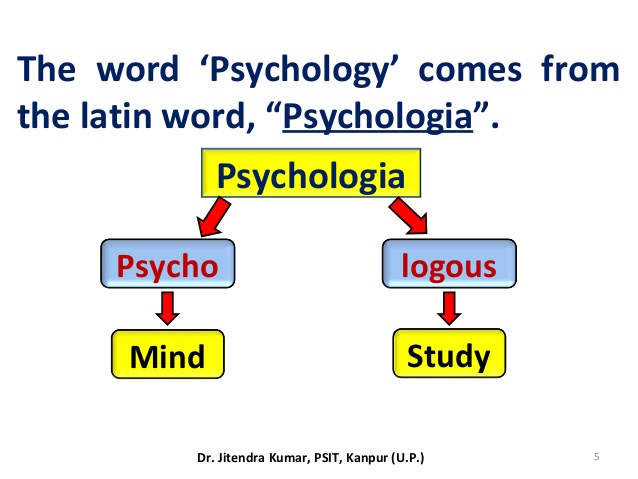 The word ‘Psychology’ comes from
the latin word, “Psychologia”.
Psychologia
Psycho
logous
Mind
Study
Dr. Jitendra Kumar, PSIT, Kanpur (U.P.)
5